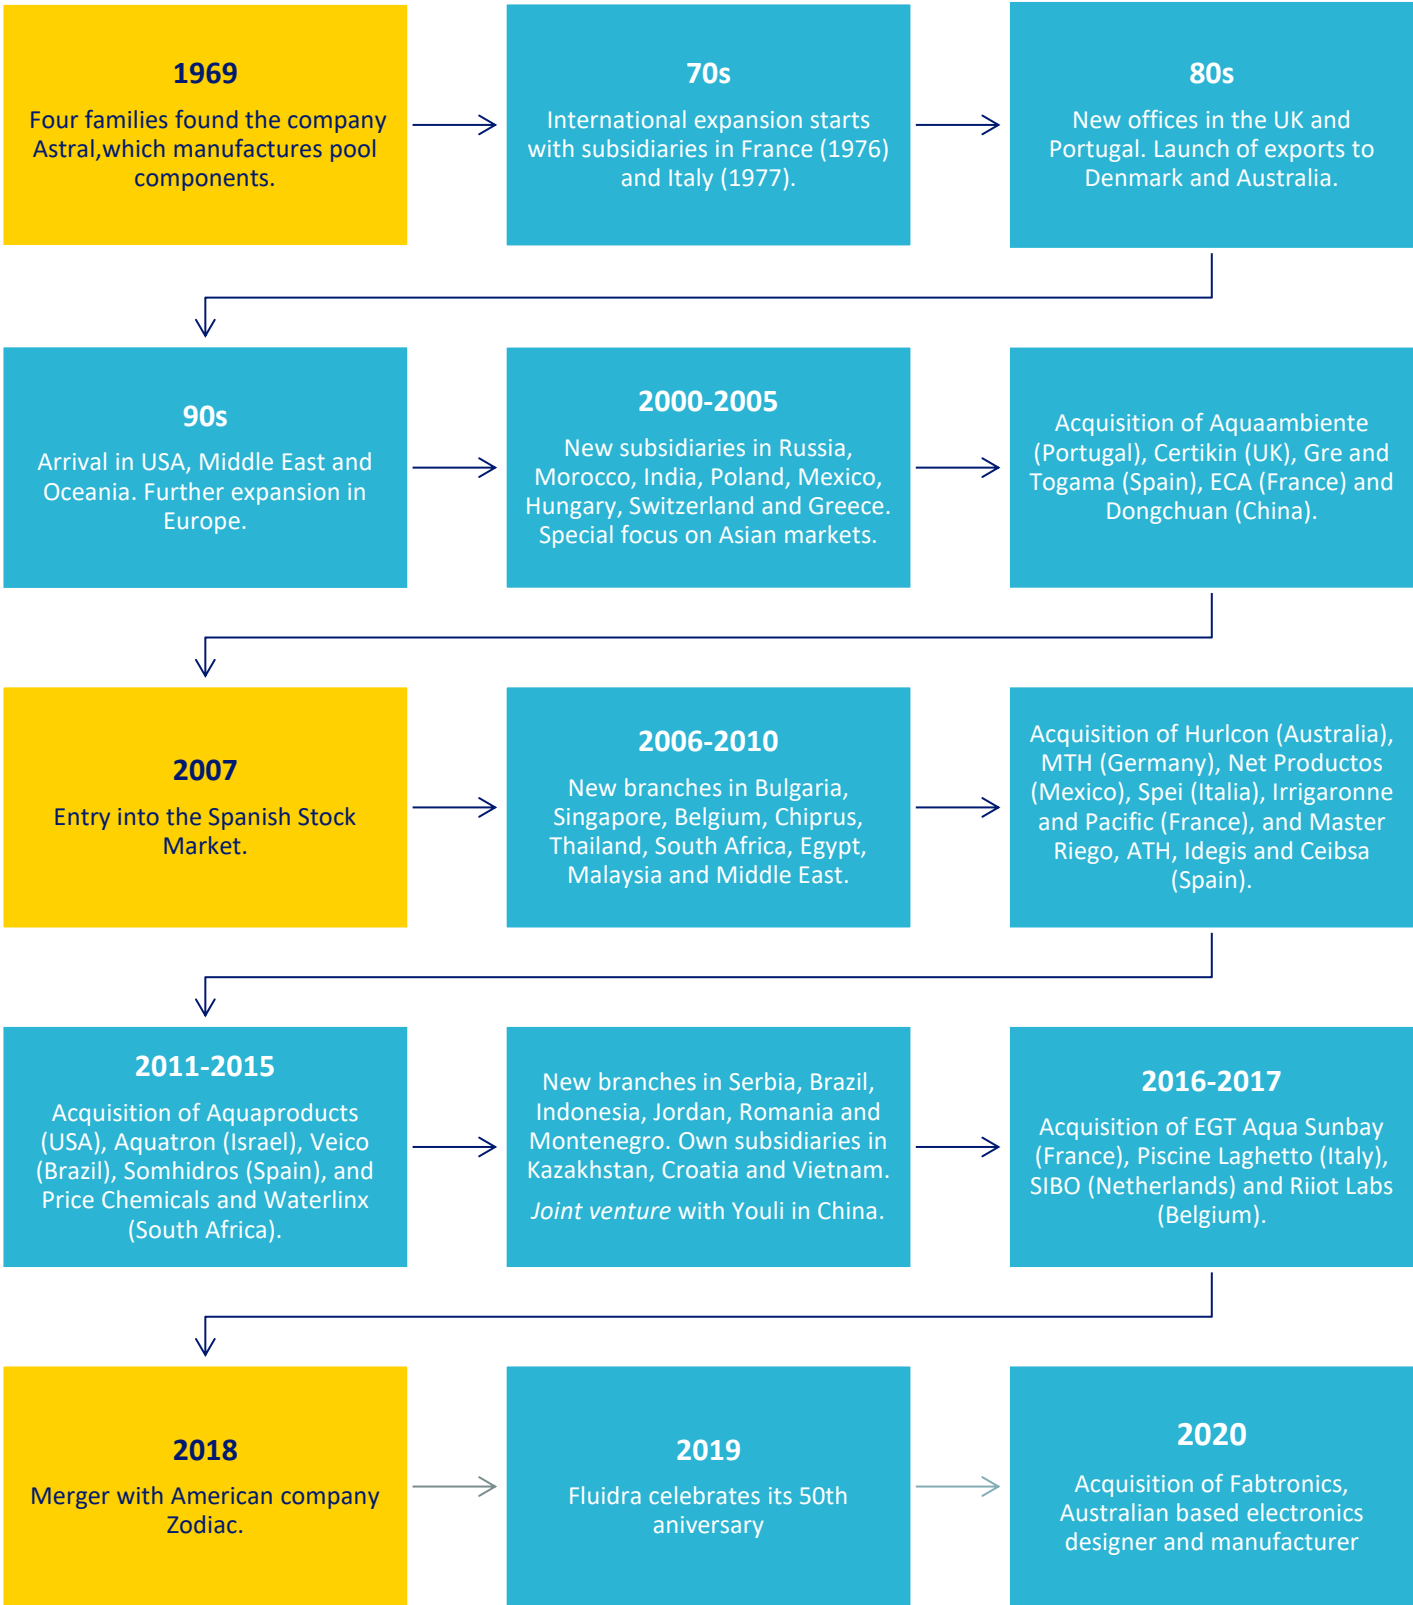 1969
Four families found the company
Astral,which manufactures pool
components.
70s
International expansion starts
with subsidiaries in France (1976)
and Italy (1977).
80s
New offices in the UK and
Portugal. Launch of exports to
Denmark and Australia.
90s
Arrival in USA, Middle East and
Oceania. Further expansion in
Europe.
2000-2005
New subsidiaries in Russia,
Morocco, India, Poland, Mexico,
Hungary, Switzerland and Greece.
Special focus on Asian markets.
Acquisition of Aquaambiente
(Portugal), Certikin (UK), Gre and
Togama (Spain), ECA (France) and
Dongchuan (China).
2007
Entry into the Spanish Stock
Market.
2006-2010
New branches in Bulgaria,
Singapore, Belgium, Chiprus,
Thailand, South Africa, Egypt,
Malaysia and Middle East.
Acquisition of Hurlcon (Australia),
MTH (Germany), Net Productos
(Mexico), Spei (Italia), Irrigaronne
and Pacific (France), and Master
Riego, ATH, Idegis and Ceibsa
(Spain).
2011-2015
Acquisition of Aquaproducts
(USA), Aquatron (Israel), Veico
(Brazil), Somhidros (Spain), and
Price Chemicals and Waterlinx
(South Africa).
New branches in Serbia, Brazil,
Indonesia, Jordan, Romania and
Montenegro. Own subsidiaries in
Kazakhstan, Croatia and Vietnam.
Joint venture with Youli in China.
2016-2017
Acquisition of EGT Aqua Sunbay
(France), Piscine Laghetto (Italy),
SIBO (Netherlands) and Riiot Labs
(Belgium).
2018
Merger with American company
Zodiac.
2019
Fluidra celebrates its 50th
aniversary
2020
Acquisition of Fabtronics,
Australian based electronics
designer and manufacturer